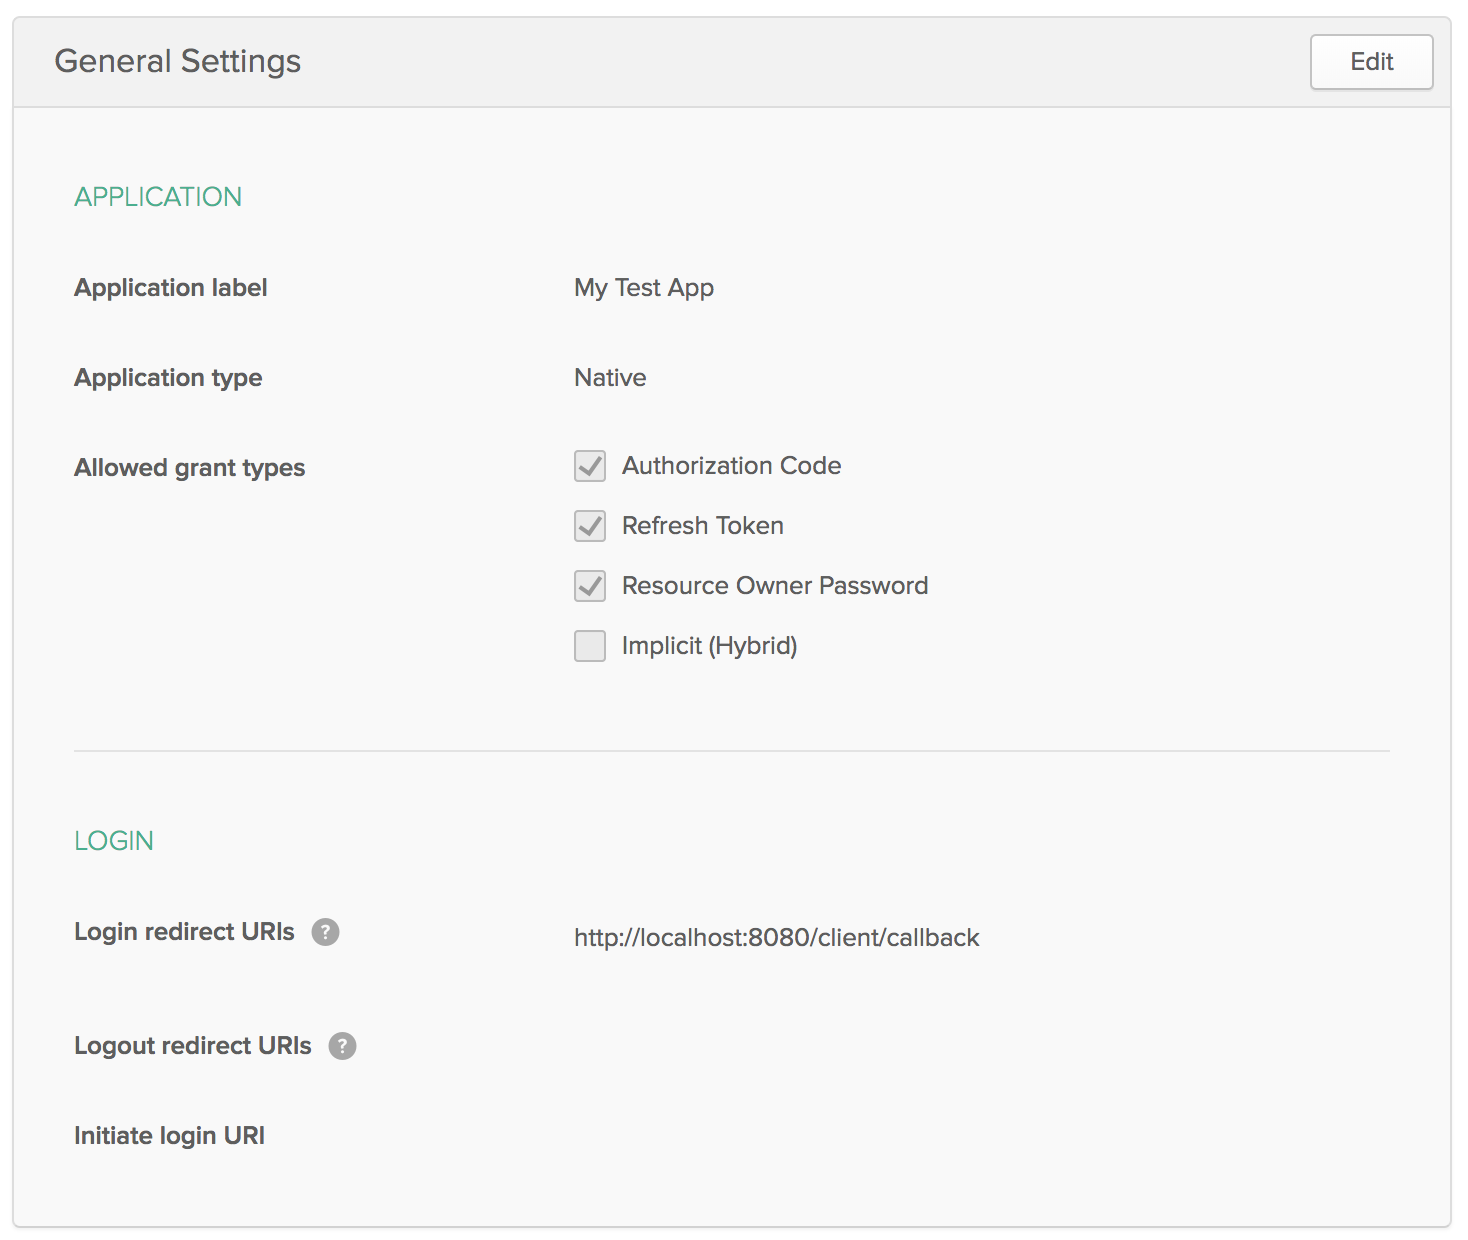 General Settings
Edit
APPLICATION
Application label
My Test App
Application type
Native
Allowed grant types
Authorization Code
Refresh Token
Resource Owner Password
Implicit (Hybrid)
LOGIN
Login redirect URIs ?
http://localhost:8080/client/callback
Logout redirect URIs ?
Initiate login URI